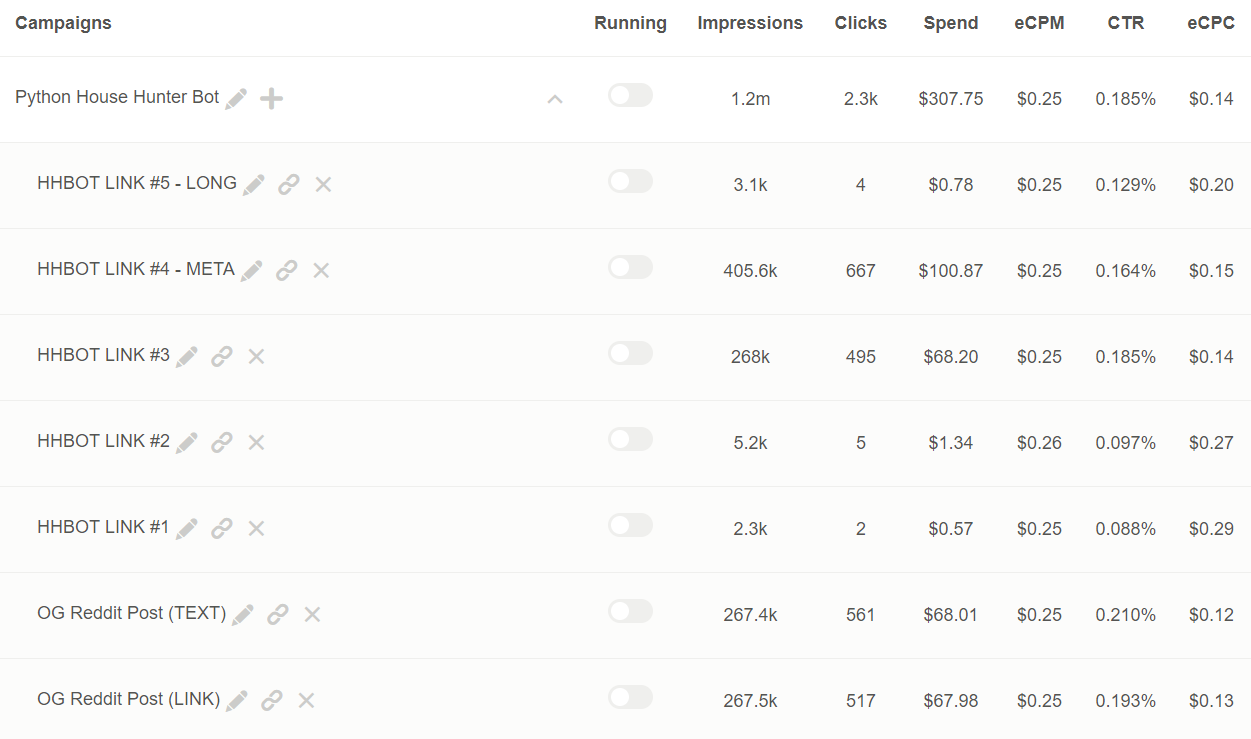 Campaigns Running Impressions Clicks Spend eCPM CTR eCPC
Python House Hunter Bot 1.2m 2.3k $307.75 $0.25 0.185% $0.14
HHBOT LINK #5 - LONG 3.1k 4 $0.78 $0.25 0.129% $0.20
HHBOT LINK #4 - META 405.6k 667 $100.87 $0.25 0.164% $0.15
HHBOT LINK #3 268k 495 $68.20 $0.25 0.185% $0.14
HHBOT LINK #2 5.2k 5 $1.34 $0.26 0.097% $0.27
HHBOT LINK #1 2.3k 2 $0.57 $0.25 0.088% $0.29
OG Reddit Post (TEXT) 267.4k 561 $68.01 $0.25 0.210% $0.12
OG Reddit Post (LINK) 267.5k 517 $67.98 $0.25 0.193% $0.13